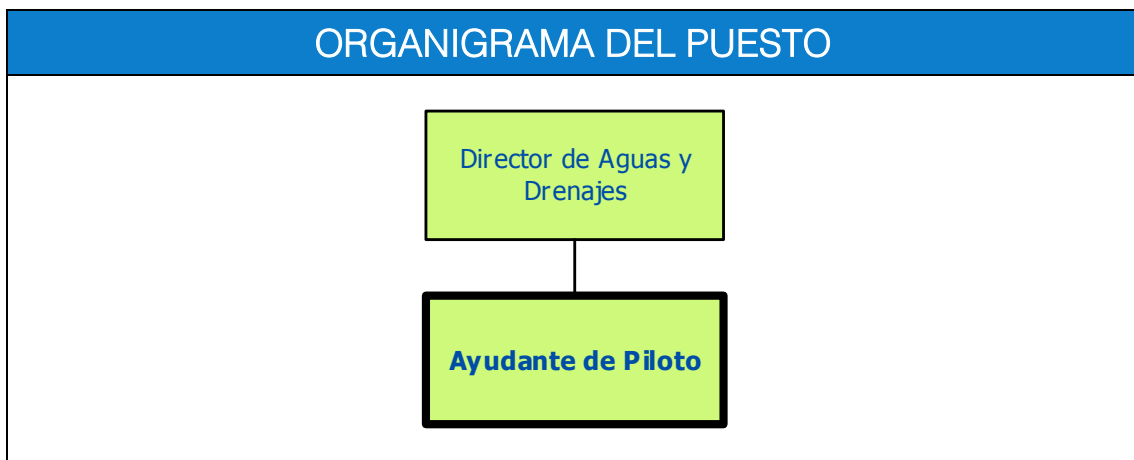 ORGANIGRAMA DEL PUESTO
Director de Aguas y
Drenajes
Ayudante de Piloto